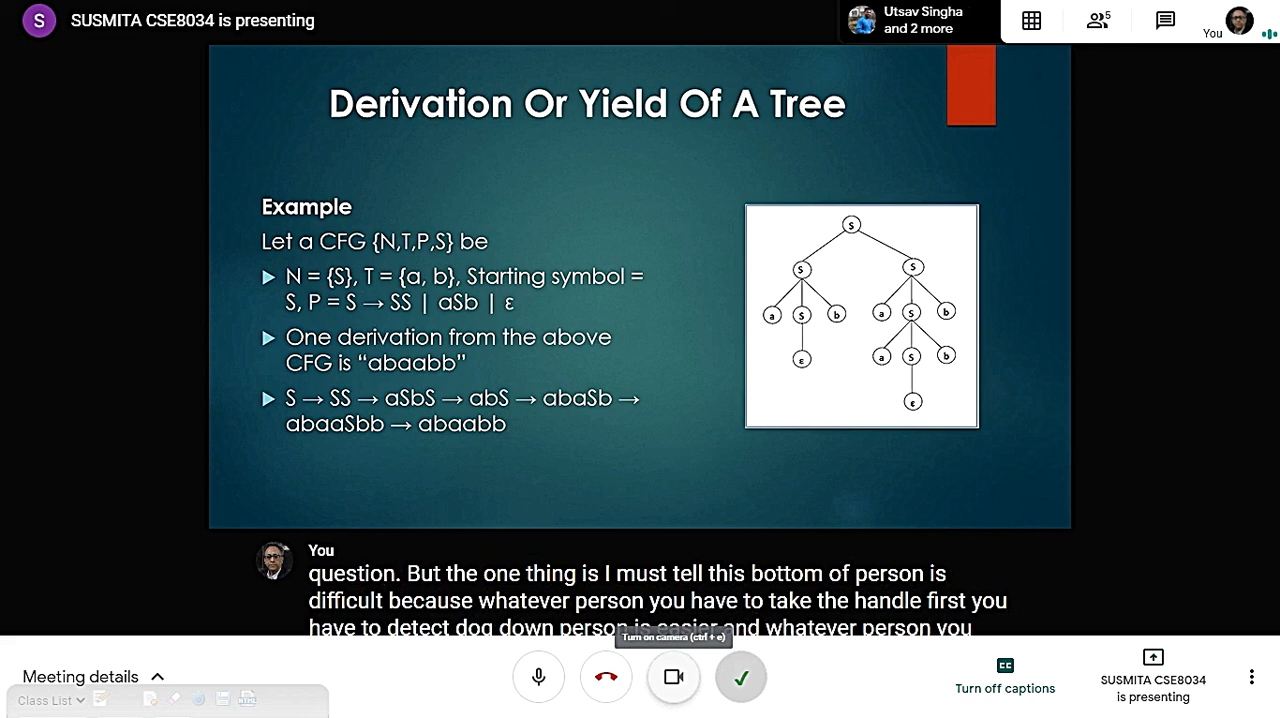 S SUSMITA CSE8034 is presenting
Utsav Singha
and 2 more
5
You
Derivation Or Yield Of A Tree
Example
Let a CFG {N,T,P,S} be
N = {S}, T = {a, b}, Starting symbol =
S, P = S → SS | aSb | ε
One derivation from the above
CFG is “abaabb”
S → SS → aSbS → abS → abaSb →
abaaSbb → abaabb
S
S S
a S b a S b
ε a S b
ε
You
question. But the one thing is I must tell this bottom of person is
difficult because whatever person you have to take the handle first you
have to detect dog down person is easier and whatever person you
Turn on camera (ctrl + e)
Meeting details
Class List
CC
Turn off captions
SUSMITA CSE8034
is presenting